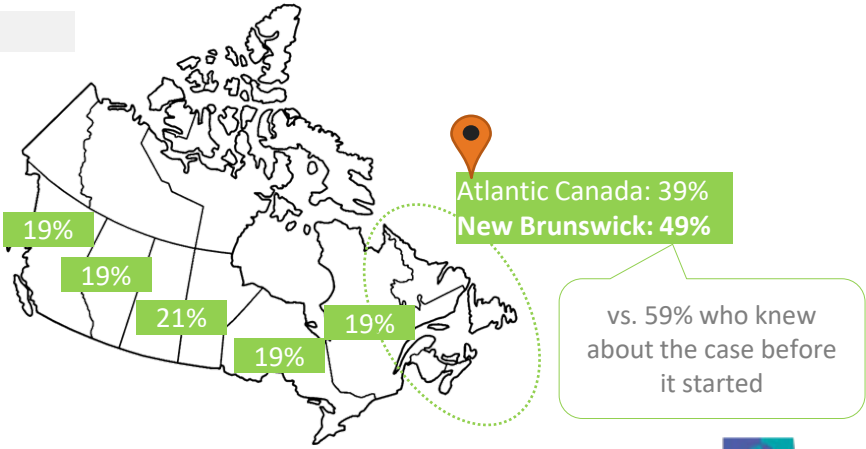 Atlantic Canada: 39%
New Brunswick: 49%
19%
19%
21%
19%
19%
vs. 59% who knew
about the case before
it started